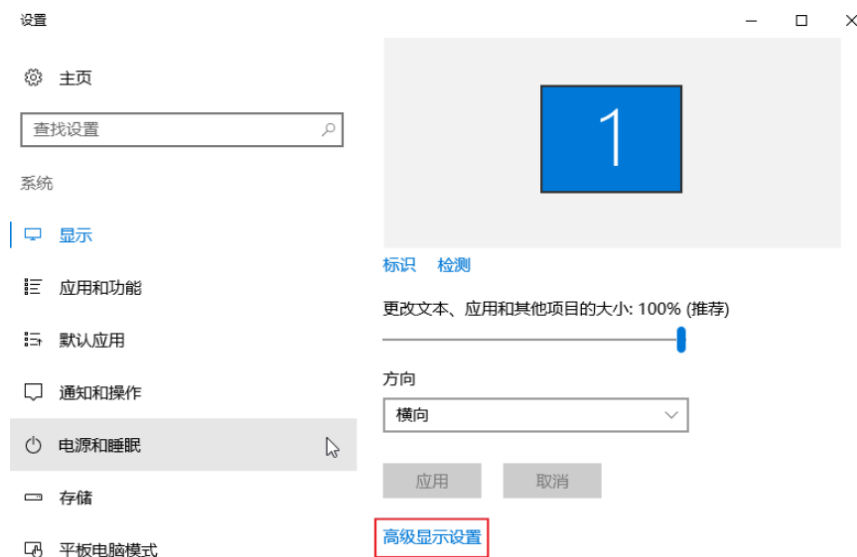 设置
主页
查找设置
系统
显示
应用和功能
默认应用
通知和操作
电源和睡眠
存储
平板电脑模式
1
标识 检测
更改文本、应用和其他项目的大小: 100% (推荐)
方向
横向
应用 取消
高级显示设置